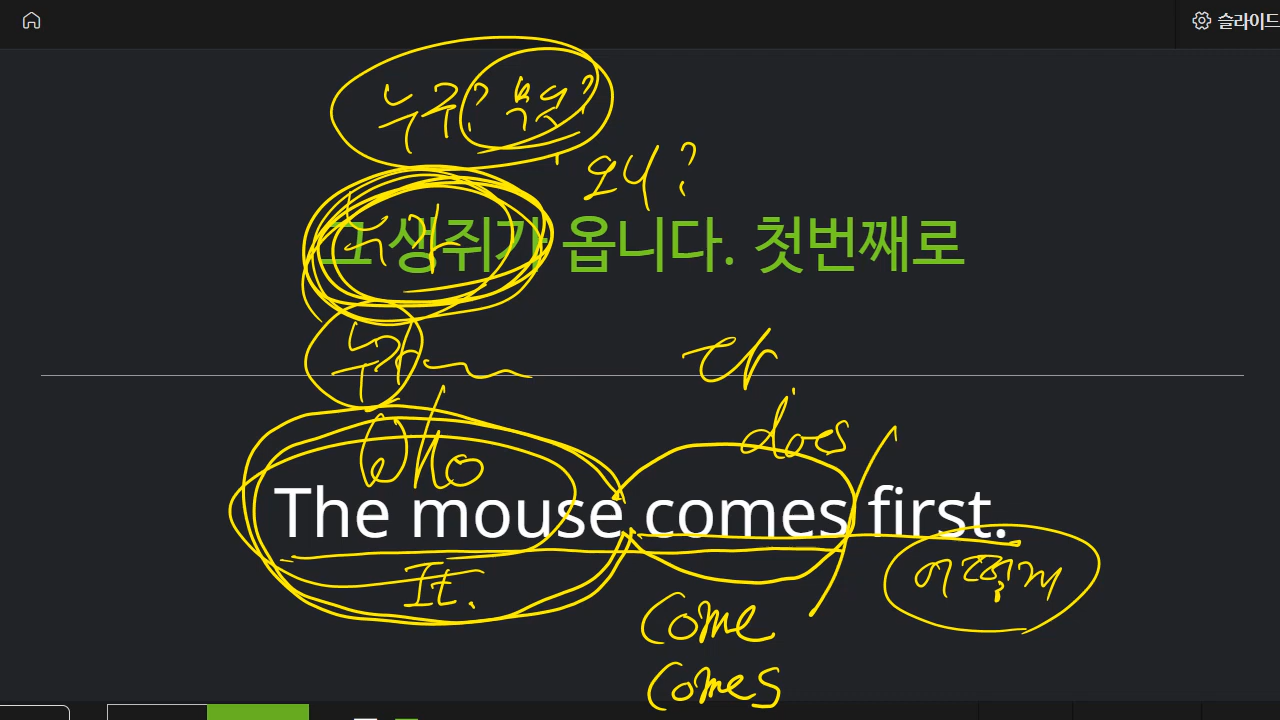 슬라이드
누구? 무엇?
오니?
그 생쥐가 옵니다. 첫번째로
누가
다
Who
does
The mouse comes first.
It.
어떻게
come
comes